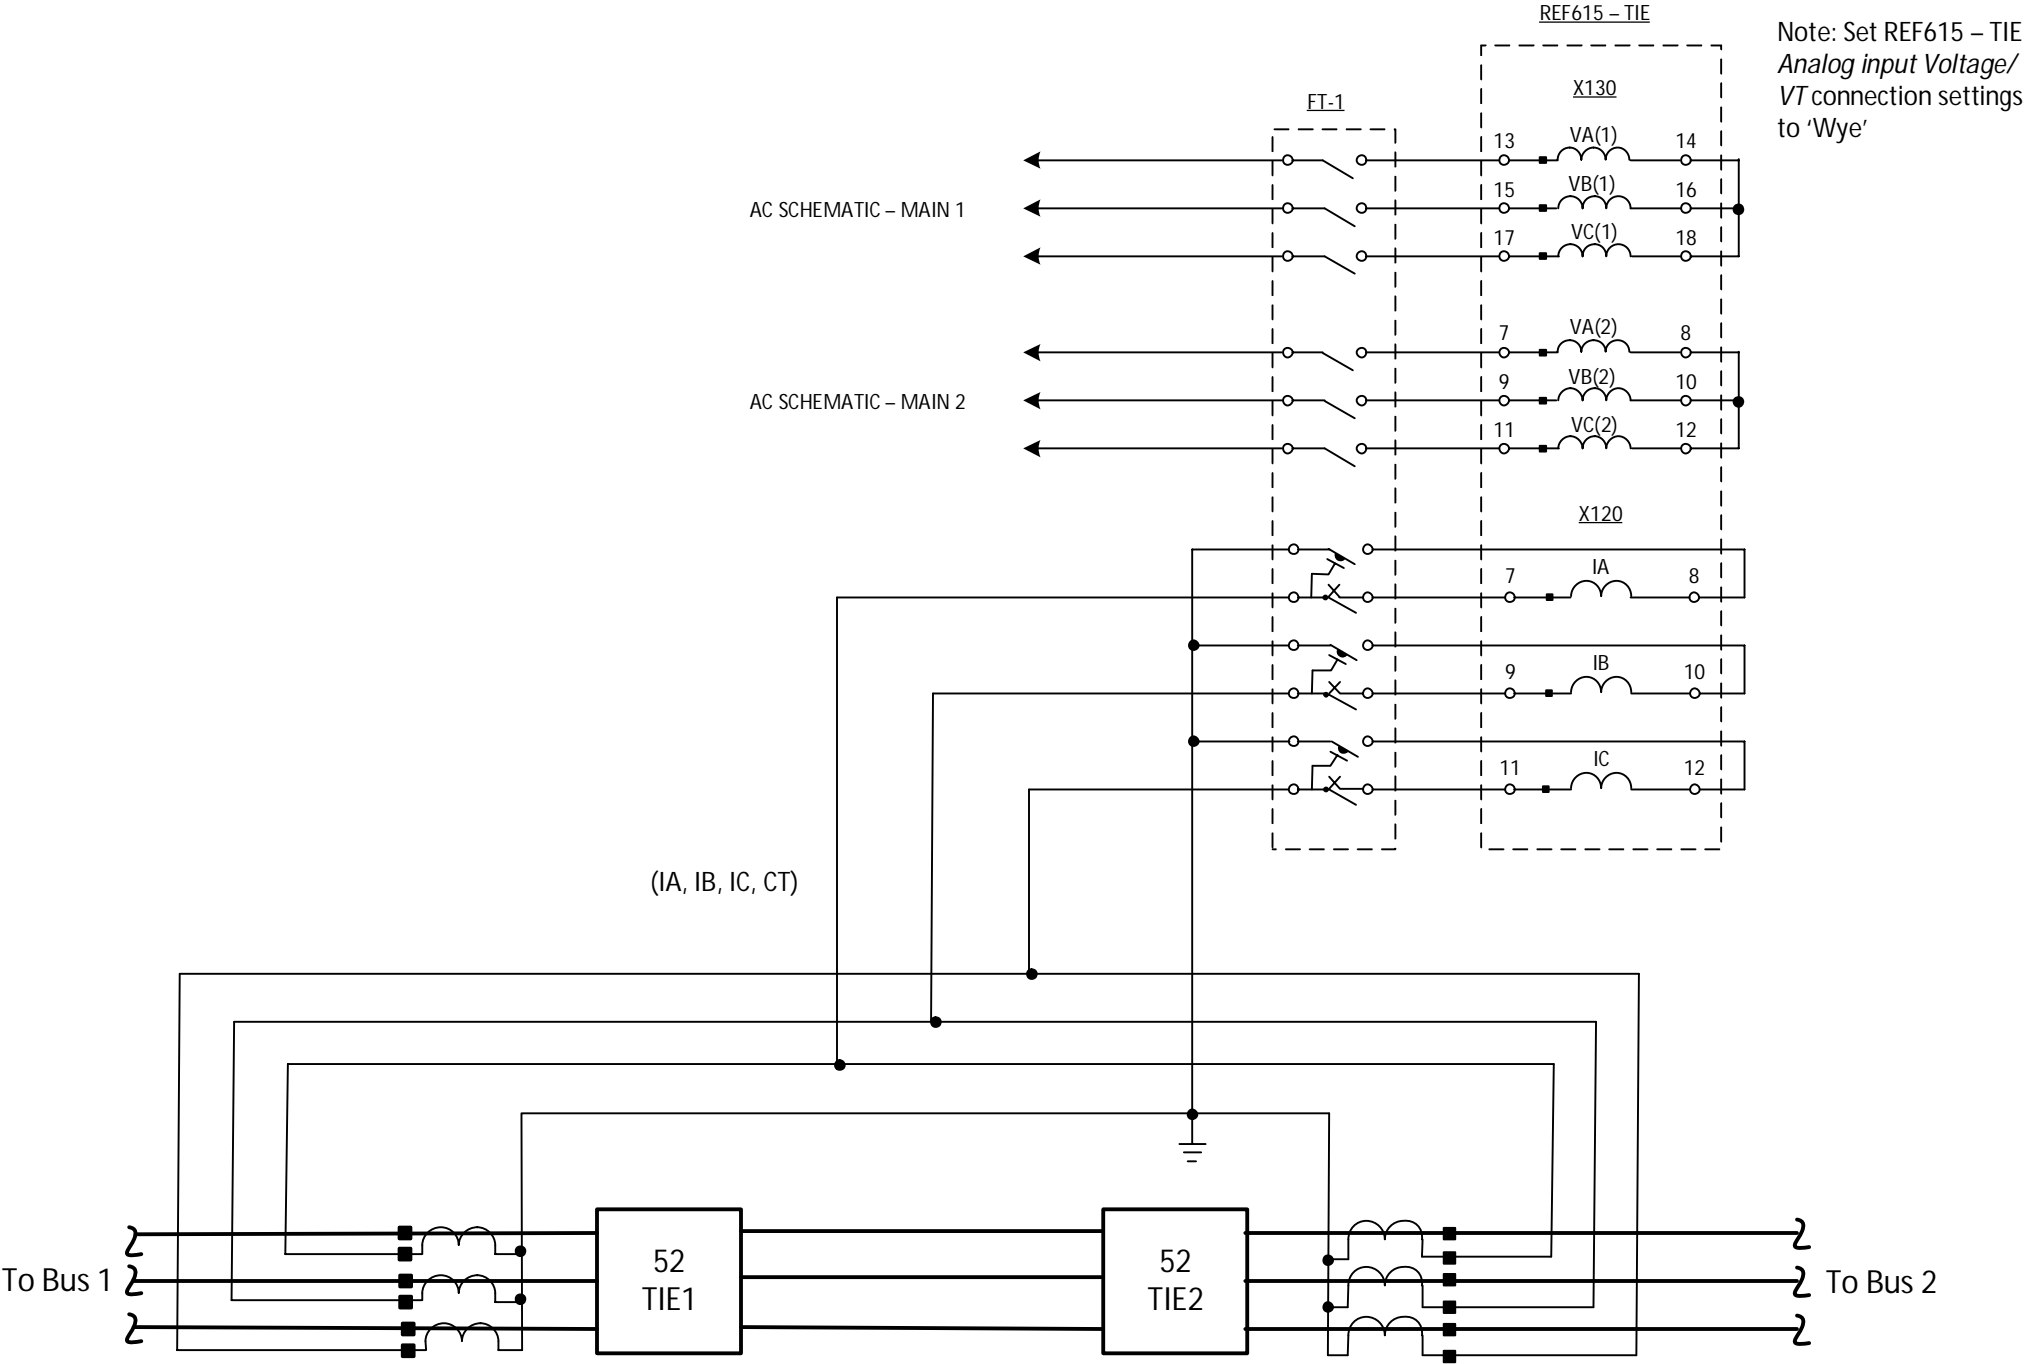 REF615 – TIE
Note: Set REF615 – TIE
Analog input Voltage/
VT connection settings
to ‘Wye’
FT-1
X130
13 VA(1) 14
15 VB(1) 16
17 VC(1) 18
AC SCHEMATIC – MAIN 1
7 VA(2) 8
9 VB(2) 10
11 VC(2) 12
AC SCHEMATIC – MAIN 2
X120
7 IA 8
9 IB 10
11 IC 12
(IA, IB, IC, CT)
To Bus 1
52
TIE1
52
TIE2
To Bus 2